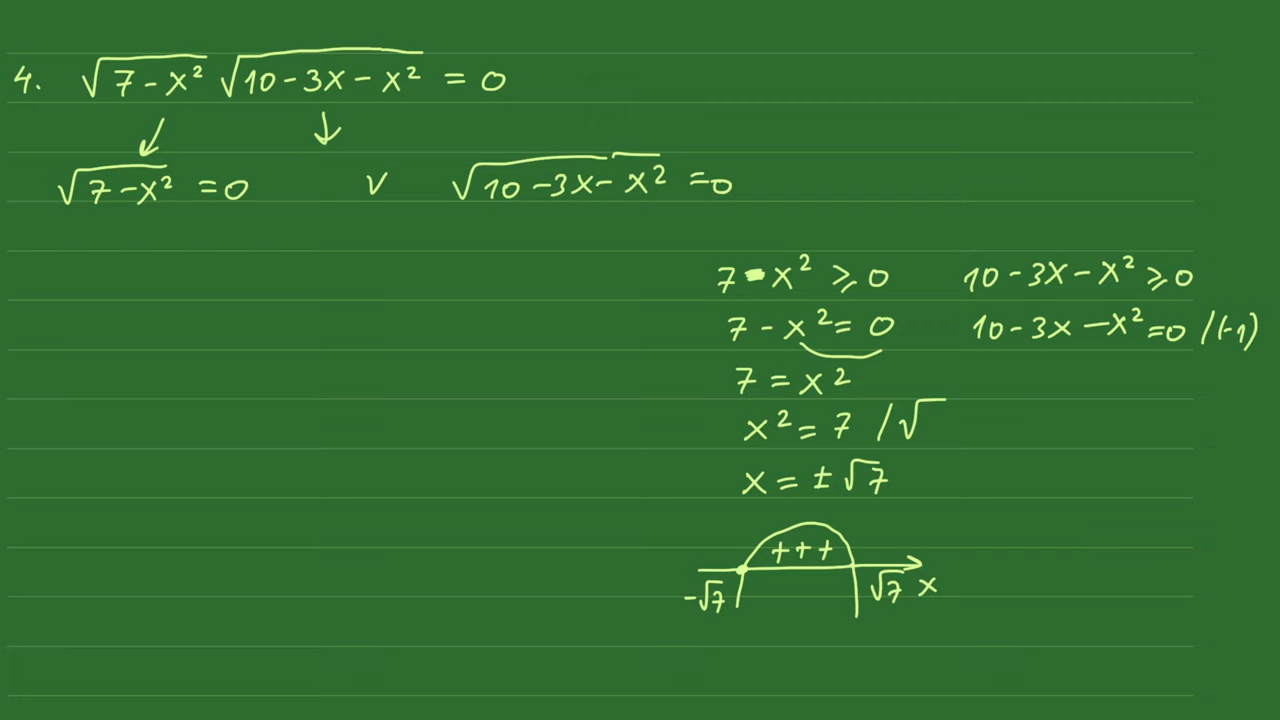 4. √(7-x²) √(10-3x-x²) = 0
√(7-x²) = 0 ∨ √(10-3x-x²) = 0
7-x² ≥ 0 10-3x-x² ≥ 0
7-x² = 0 10-3x-x² = 0 /(-1)
7 = x²
x² = 7 /√
x = ±√7
+++
-√7 √7 x